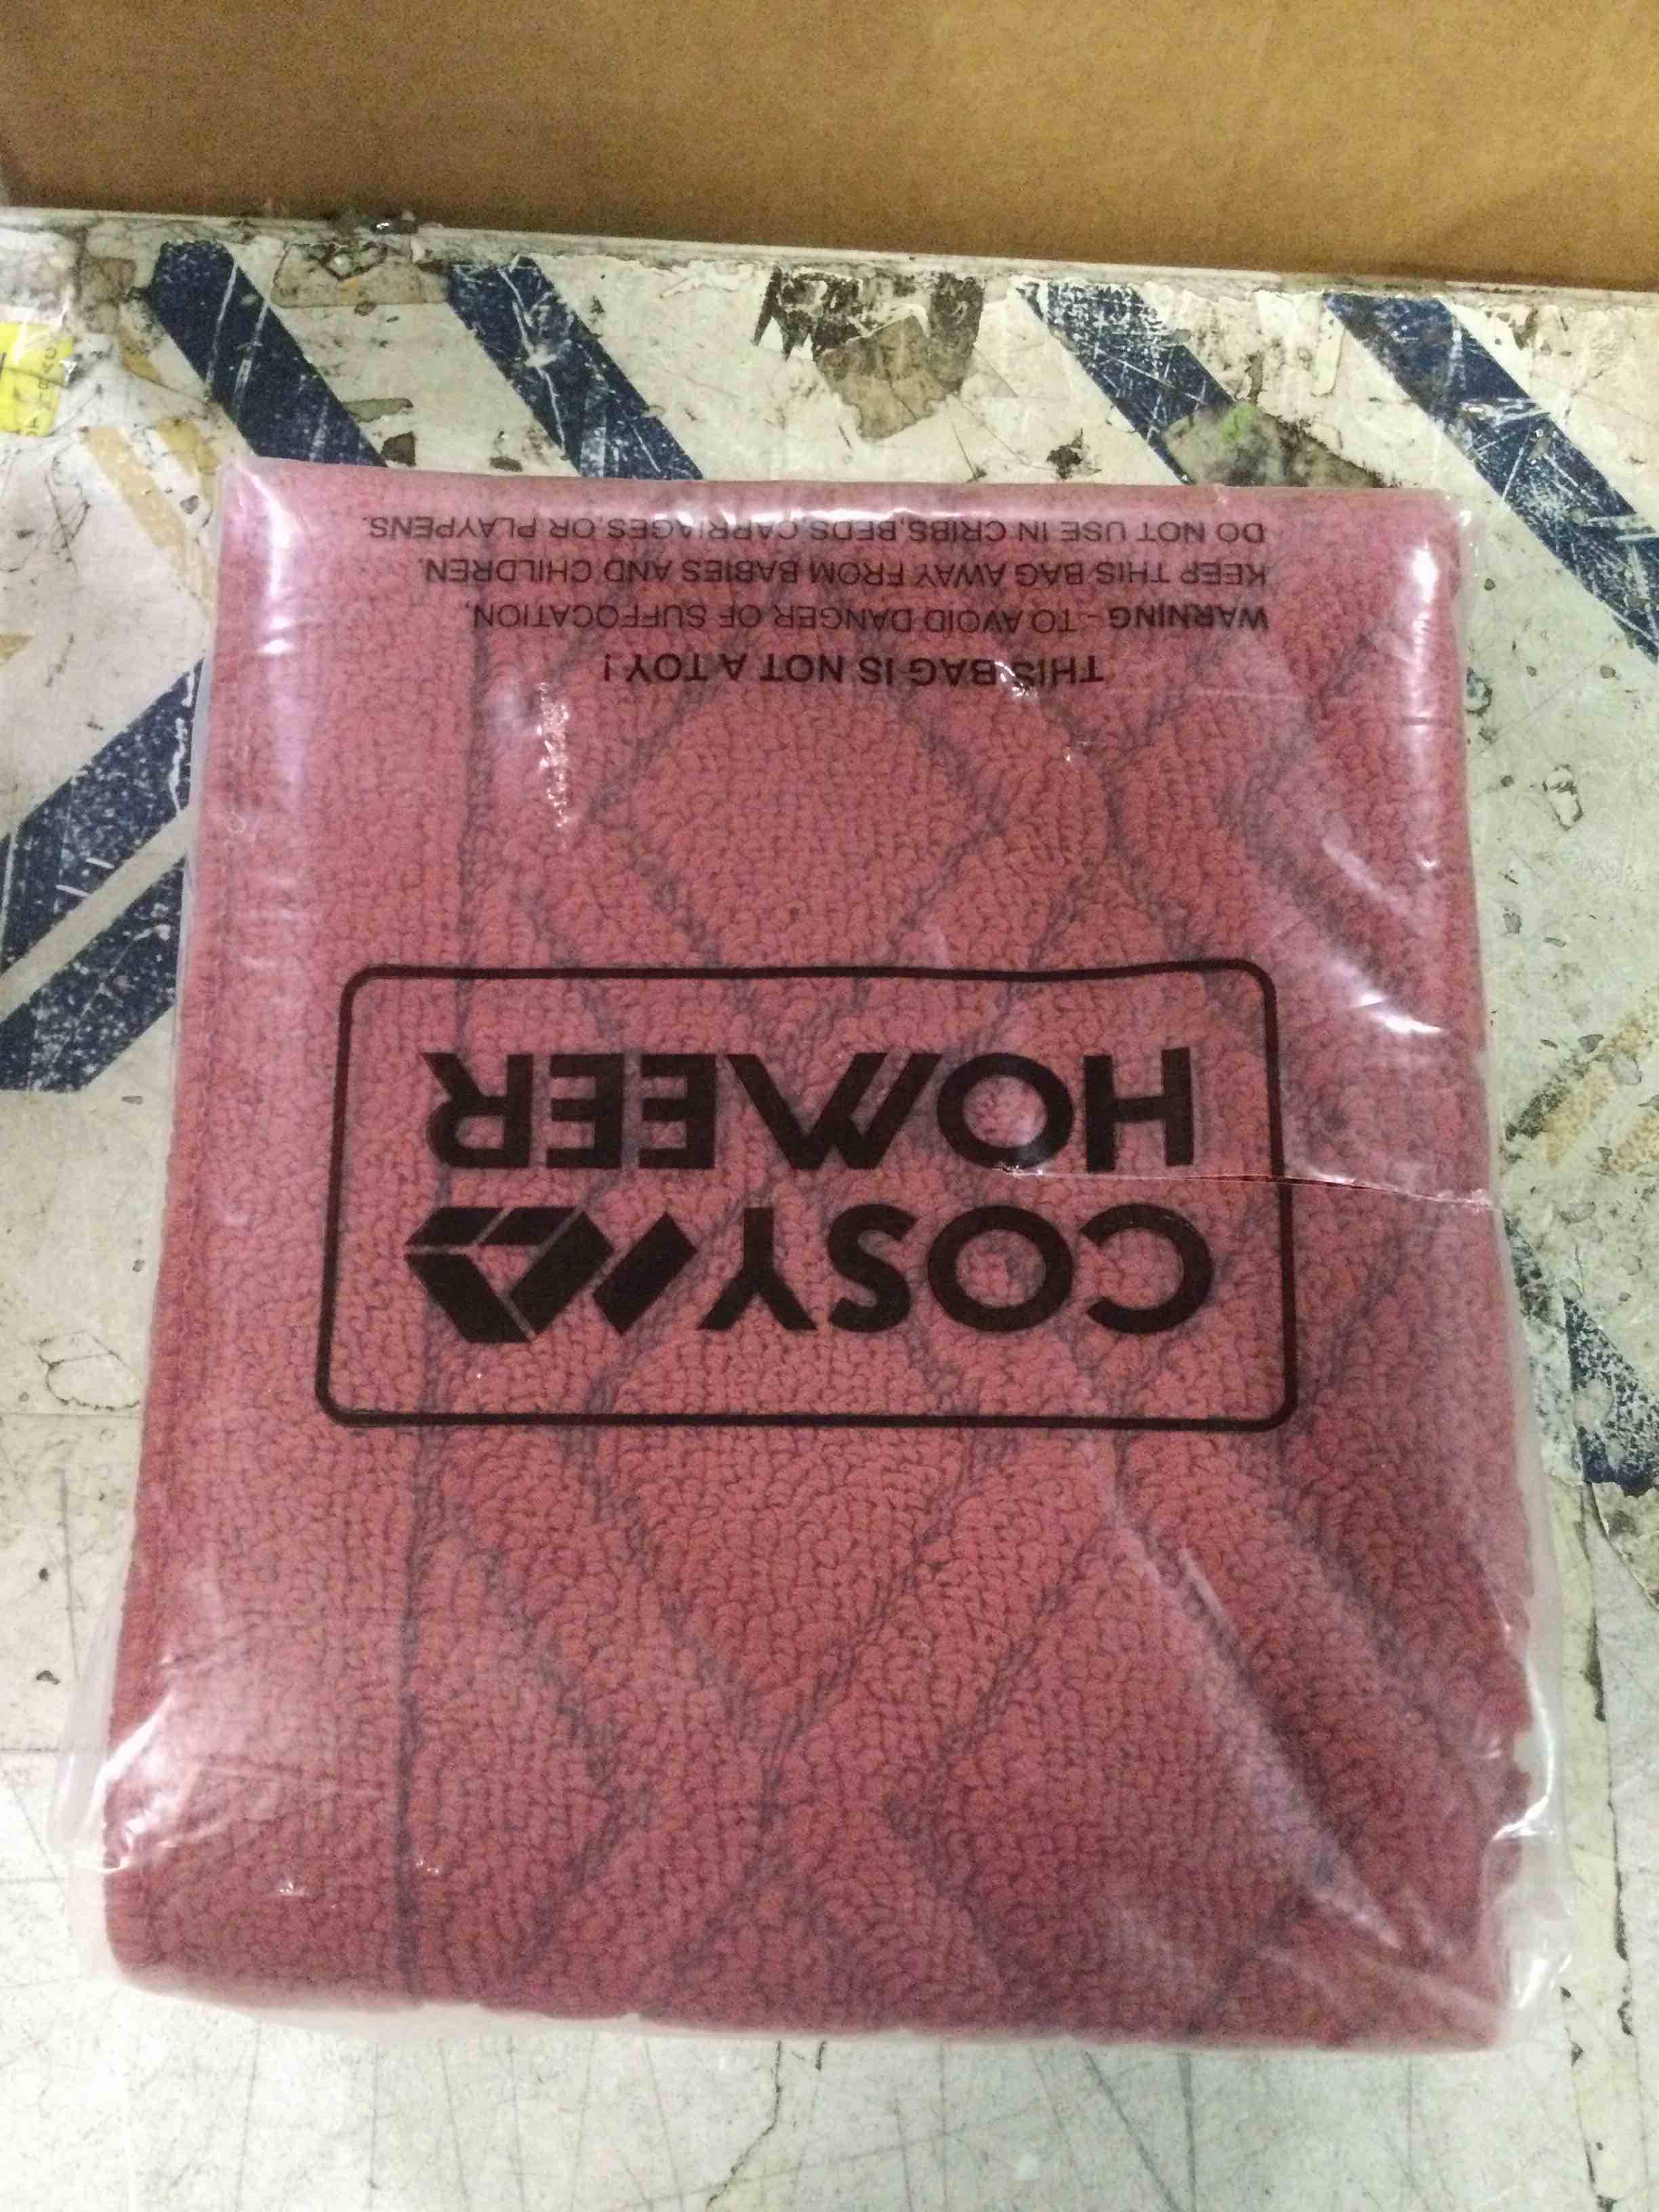 COSY
HOMEER
THIS BAG IS NOT A TOY!
WARNING - TO AVOID DANGER OF SUFFOCATION,
KEEP THIS BAG AWAY FROM BABIES AND CHILDREN.
DO NOT USE IN CRIBS,BEDS,CARRIAGES,OR PLAYPENS.